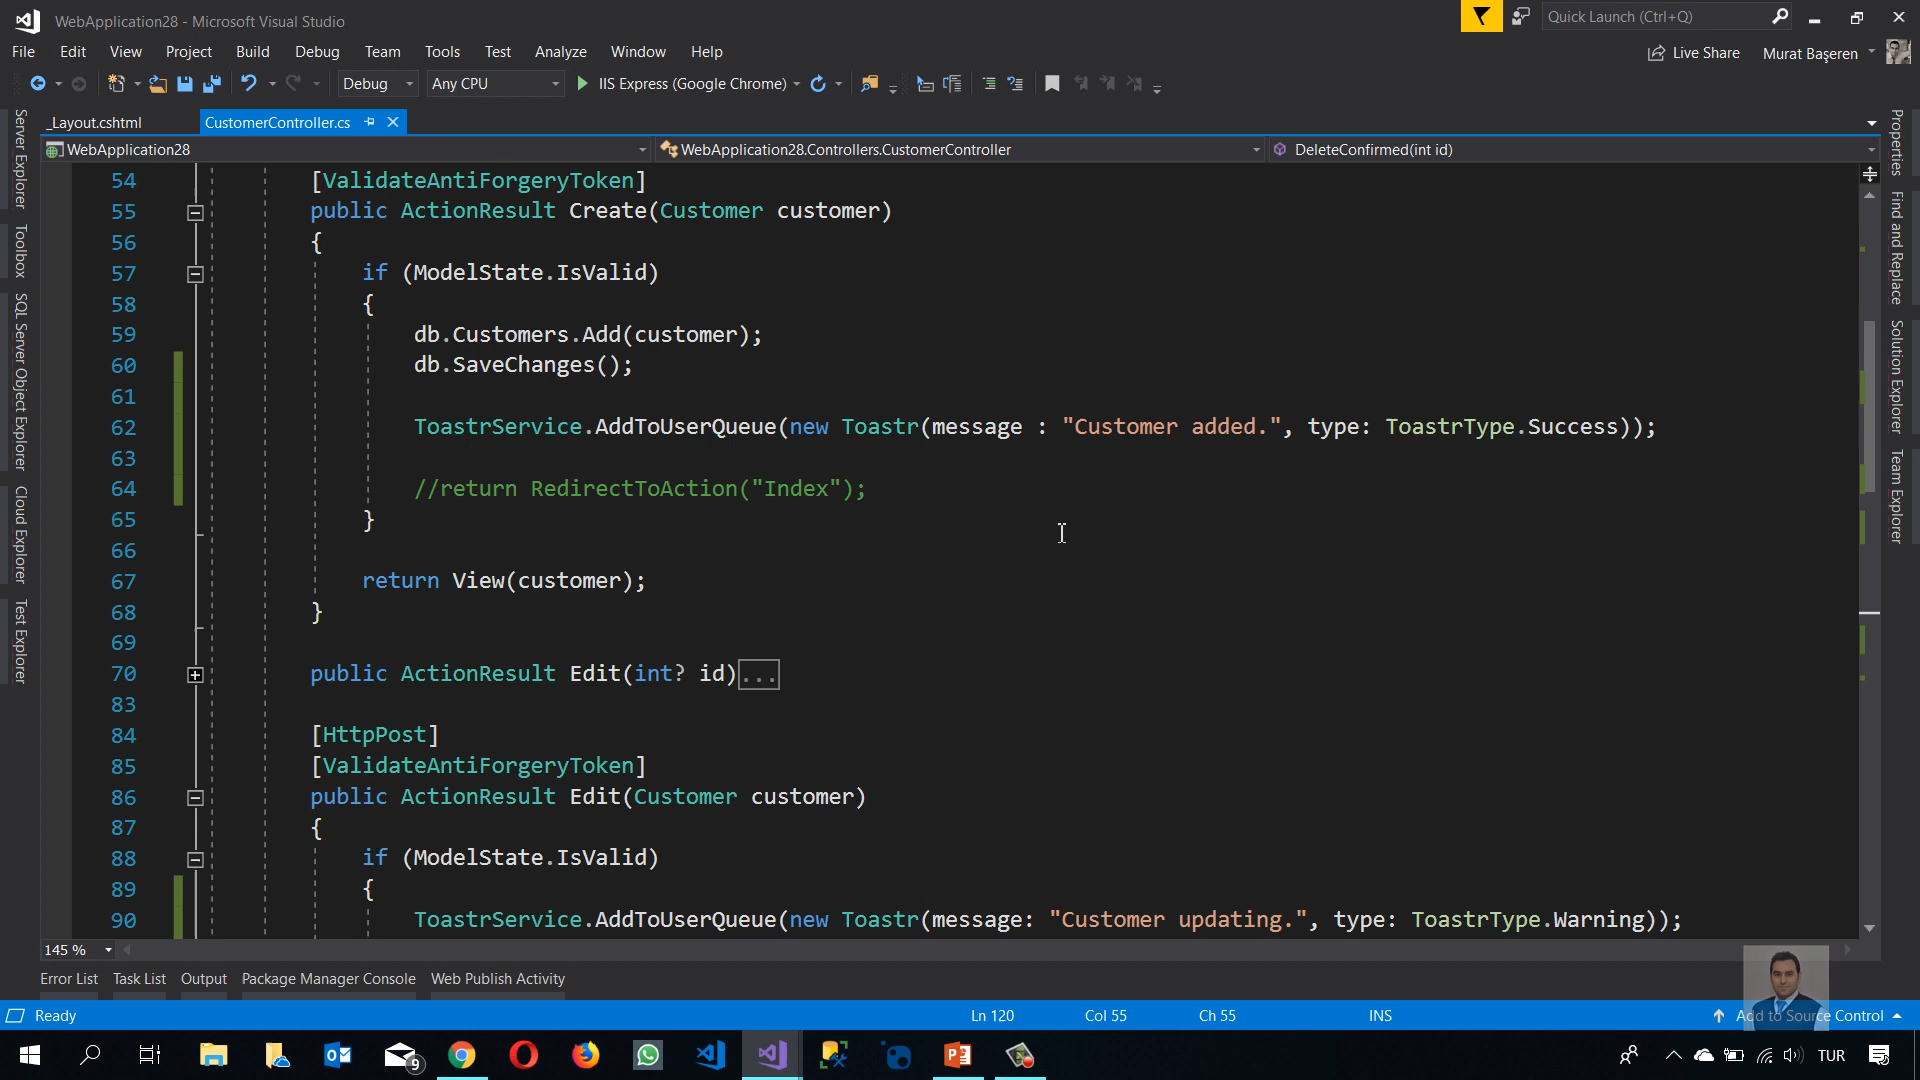 WebApplication28 - Microsoft Visual Studio
Quick Launch (Ctrl+Q)
File Edit View Project Build Debug Team Tools Test Analyze Window Help
Live Share Murat Başeren
Debug Any CPU IIS Express (Google Chrome)
_Layout.cshtml CustomerController.cs
WebApplication28 WebApplication28.Controllers.CustomerController DeleteConfirmed(int id)
Server Explorer
Toolbox
SQL Server Object Explorer
Cloud Explorer
Test Explorer
54 [ValidateAntiForgeryToken]
55 public ActionResult Create(Customer customer)
56 {
57 if (ModelState.IsValid)
58 {
59 db.Customers.Add(customer);
60 db.SaveChanges();
61
62 ToastrService.AddToUserQueue(new Toastr(message : "Customer added.", type: ToastrType.Success));
63
64 //return RedirectToAction("Index");
65 }
66
67 return View(customer);
68 }
69
70 public ActionResult Edit(int? id)...
83
84 [HttpPost]
85 [ValidateAntiForgeryToken]
86 public ActionResult Edit(Customer customer)
87 {
88 if (ModelState.IsValid)
89 {
90 ToastrService.AddToUserQueue(new Toastr(message: "Customer updating.", type: ToastrType.Warning));
Properties
Find and Replace
Solution Explorer
Team Explorer
145 %
Error List Task List Output Package Manager Console Web Publish Activity
Ready Ln 120 Col 55 Ch 55 INS Add to Source Control
9 TUR